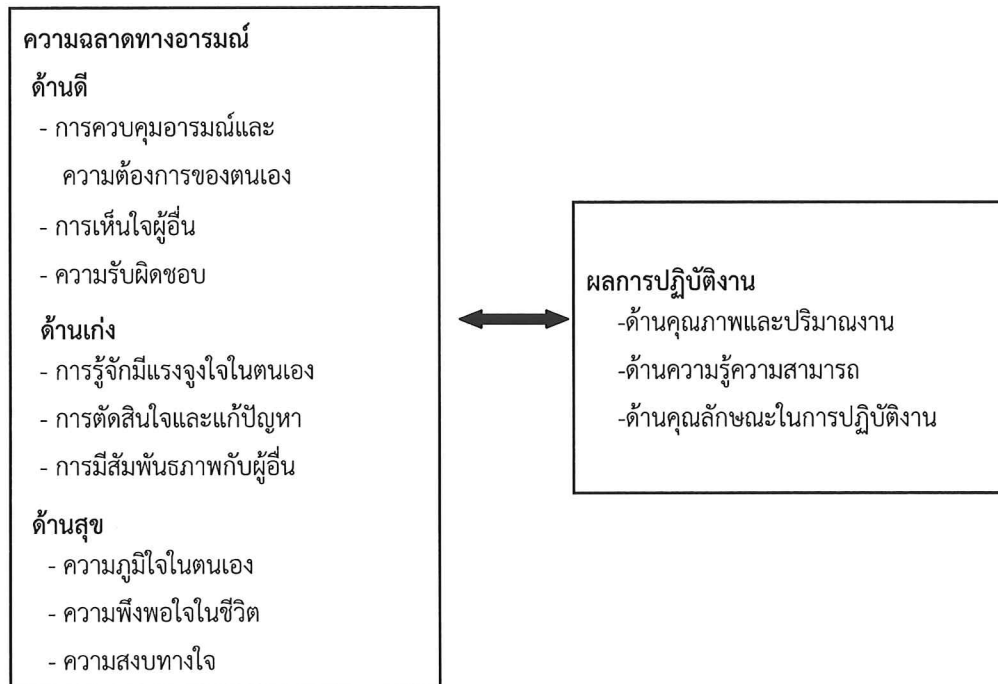 ความฉลาดทางอารมณ์
ด้านดี
- การควบคุมอารมณ์และ
ความต้องการของตนเอง
- การเห็นใจผู้อื่น
- ความรับผิดชอบ
ด้านเก่ง
- การรู้จักมีแรงจูงใจในตนเอง
- การตัดสินใจและแก้ปัญหา
- การมีสัมพันธภาพกับผู้อื่น
ด้านสุข
- ความภูมิใจในตนเอง
- ความพึงพอใจในชีวิต
- ความสงบทางใจ
ผลการปฏิบัติงาน
-ด้านคุณภาพและปริมาณงาน
-ด้านความรู้ความสามารถ
-ด้านคุณลักษณะในการปฏิบัติงาน